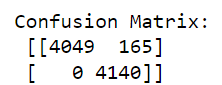 Confusion Matrix:
[[4049 165]
[ 0 4140]]